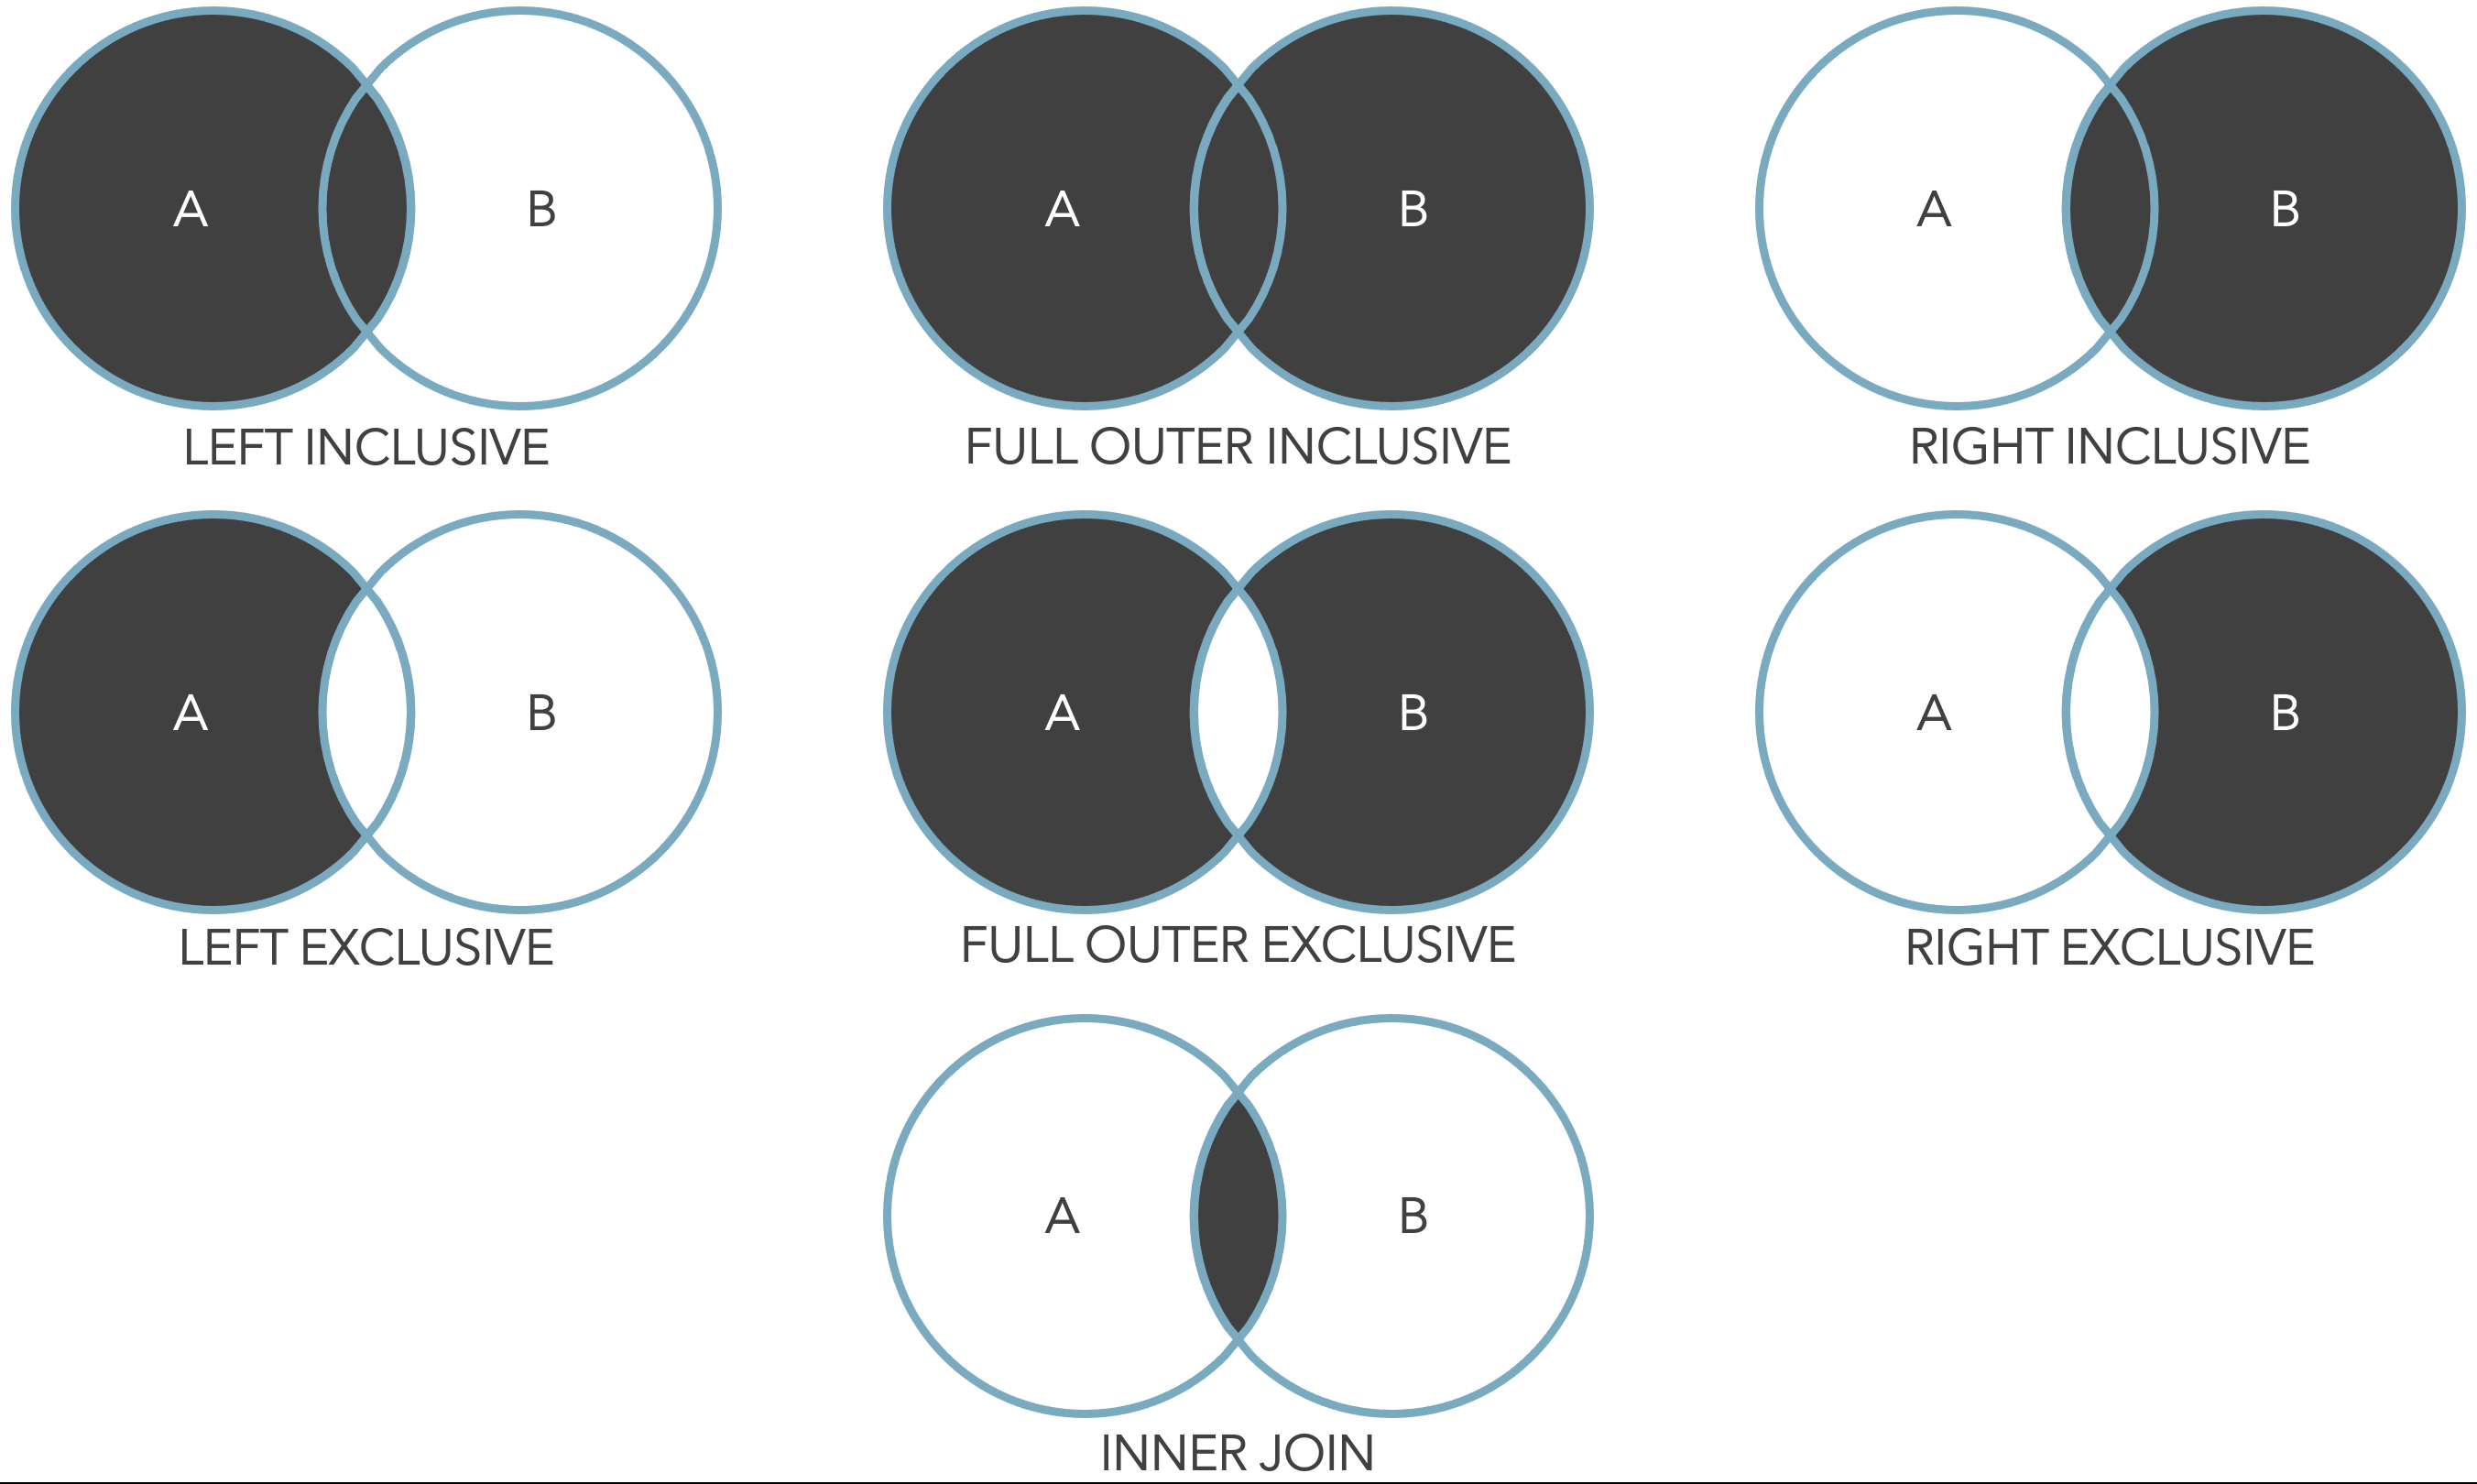 A B
A B
A B
LEFT INCLUSIVE
FULL OUTER INCLUSIVE
RIGHT INCLUSIVE
A B
A B
A B
LEFT EXCLUSIVE
FULL OUTER EXCLUSIVE
RIGHT EXCLUSIVE
A B
INNER JOIN